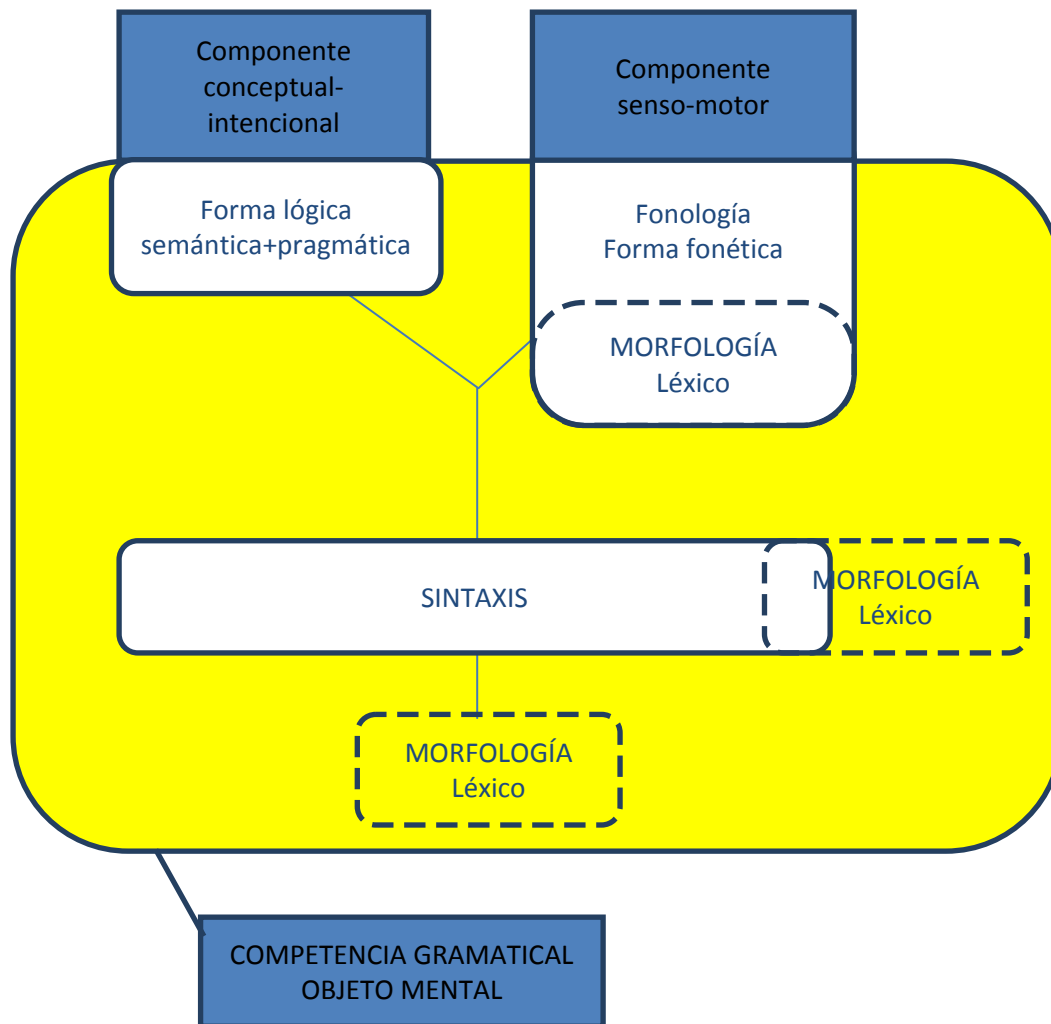 Componente
conceptual-
intencional
Componente
senso-motor
Forma lógica
semántica+pragmática
Fonología
Forma fonética
MORFOLOGÍA
Léxico
SINTAXIS
MORFOLOGÍA
Léxico
MORFOLOGÍA
Léxico
COMPETENCIA GRAMATICAL
OBJETO MENTAL